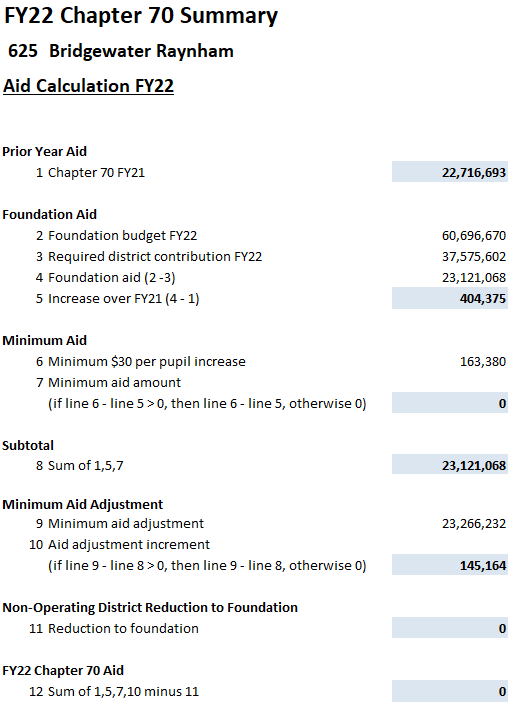 FY22 Chapter 70 Summary
625 Bridgewater Raynham
Aid Calculation FY22
Prior Year Aid
1 Chapter 70 FY21 22,716,693
Foundation Aid
2 Foundation budget FY22 60,696,670
3 Required district contribution FY22 37,575,602
4 Foundation aid (2 -3) 23,121,068
5 Increase over FY21 (4 - 1) 404,375
Minimum Aid
6 Minimum $30 per pupil increase 163,380
7 Minimum aid amount
(if line 6 - line 5 > 0, then line 6 - line 5, otherwise 0) 0
Subtotal
8 Sum of 1,5,7 23,121,068
Minimum Aid Adjustment
9 Minimum aid adjustment 23,266,232
10 Aid adjustment increment
(if line 9 - line 8 > 0, then line 9 - line 8, otherwise 0) 145,164
Non-Operating District Reduction to Foundation
11 Reduction to foundation 0
FY22 Chapter 70 Aid
12 Sum of 1,5,7,10 minus 11 0